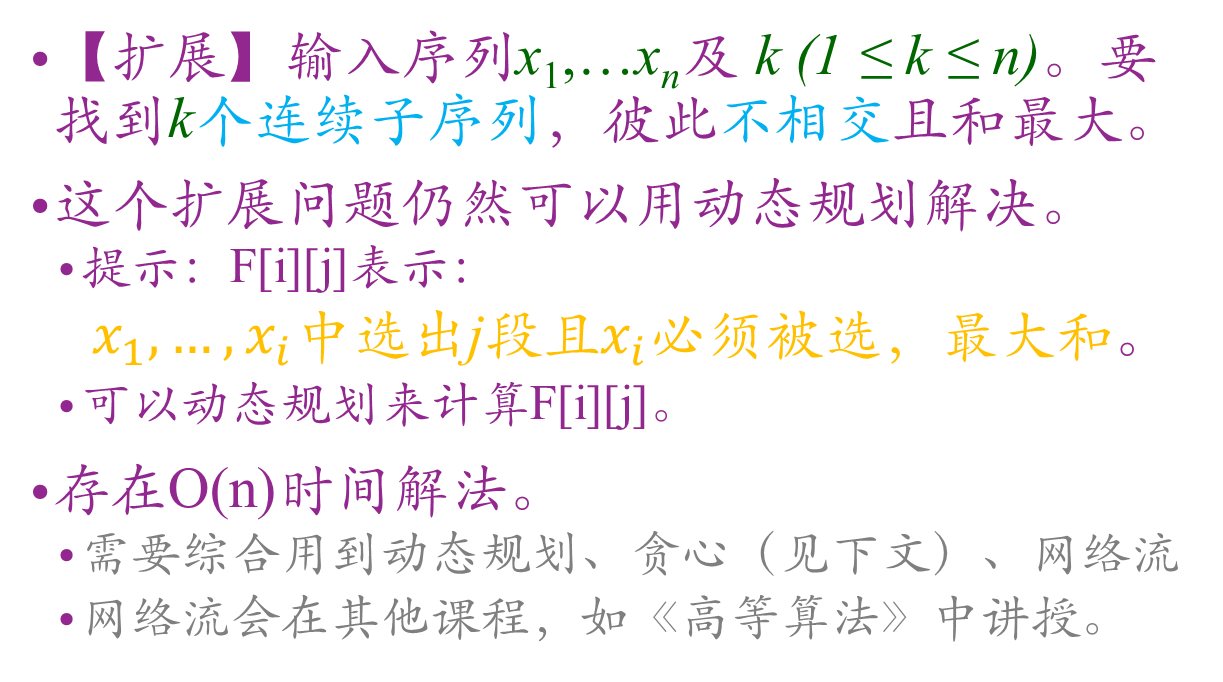 •【扩展】输入序列x₁,…xₙ及 k (1 ≤ k ≤ n)。要
找到k个连续子序列，彼此不相交且和最大。
•这个扩展问题仍然可以用动态规划解决。
•提示：F[i][j]表示：
x₁, … , xᵢ中选出j段且xᵢ必须被选，最大和。
•可以动态规划来计算F[i][j]。
•存在O(n)时间解法。
•需要综合用到动态规划、贪心（见下文）、网络流
•网络流会在其他课程，如《高等算法》中讲授。